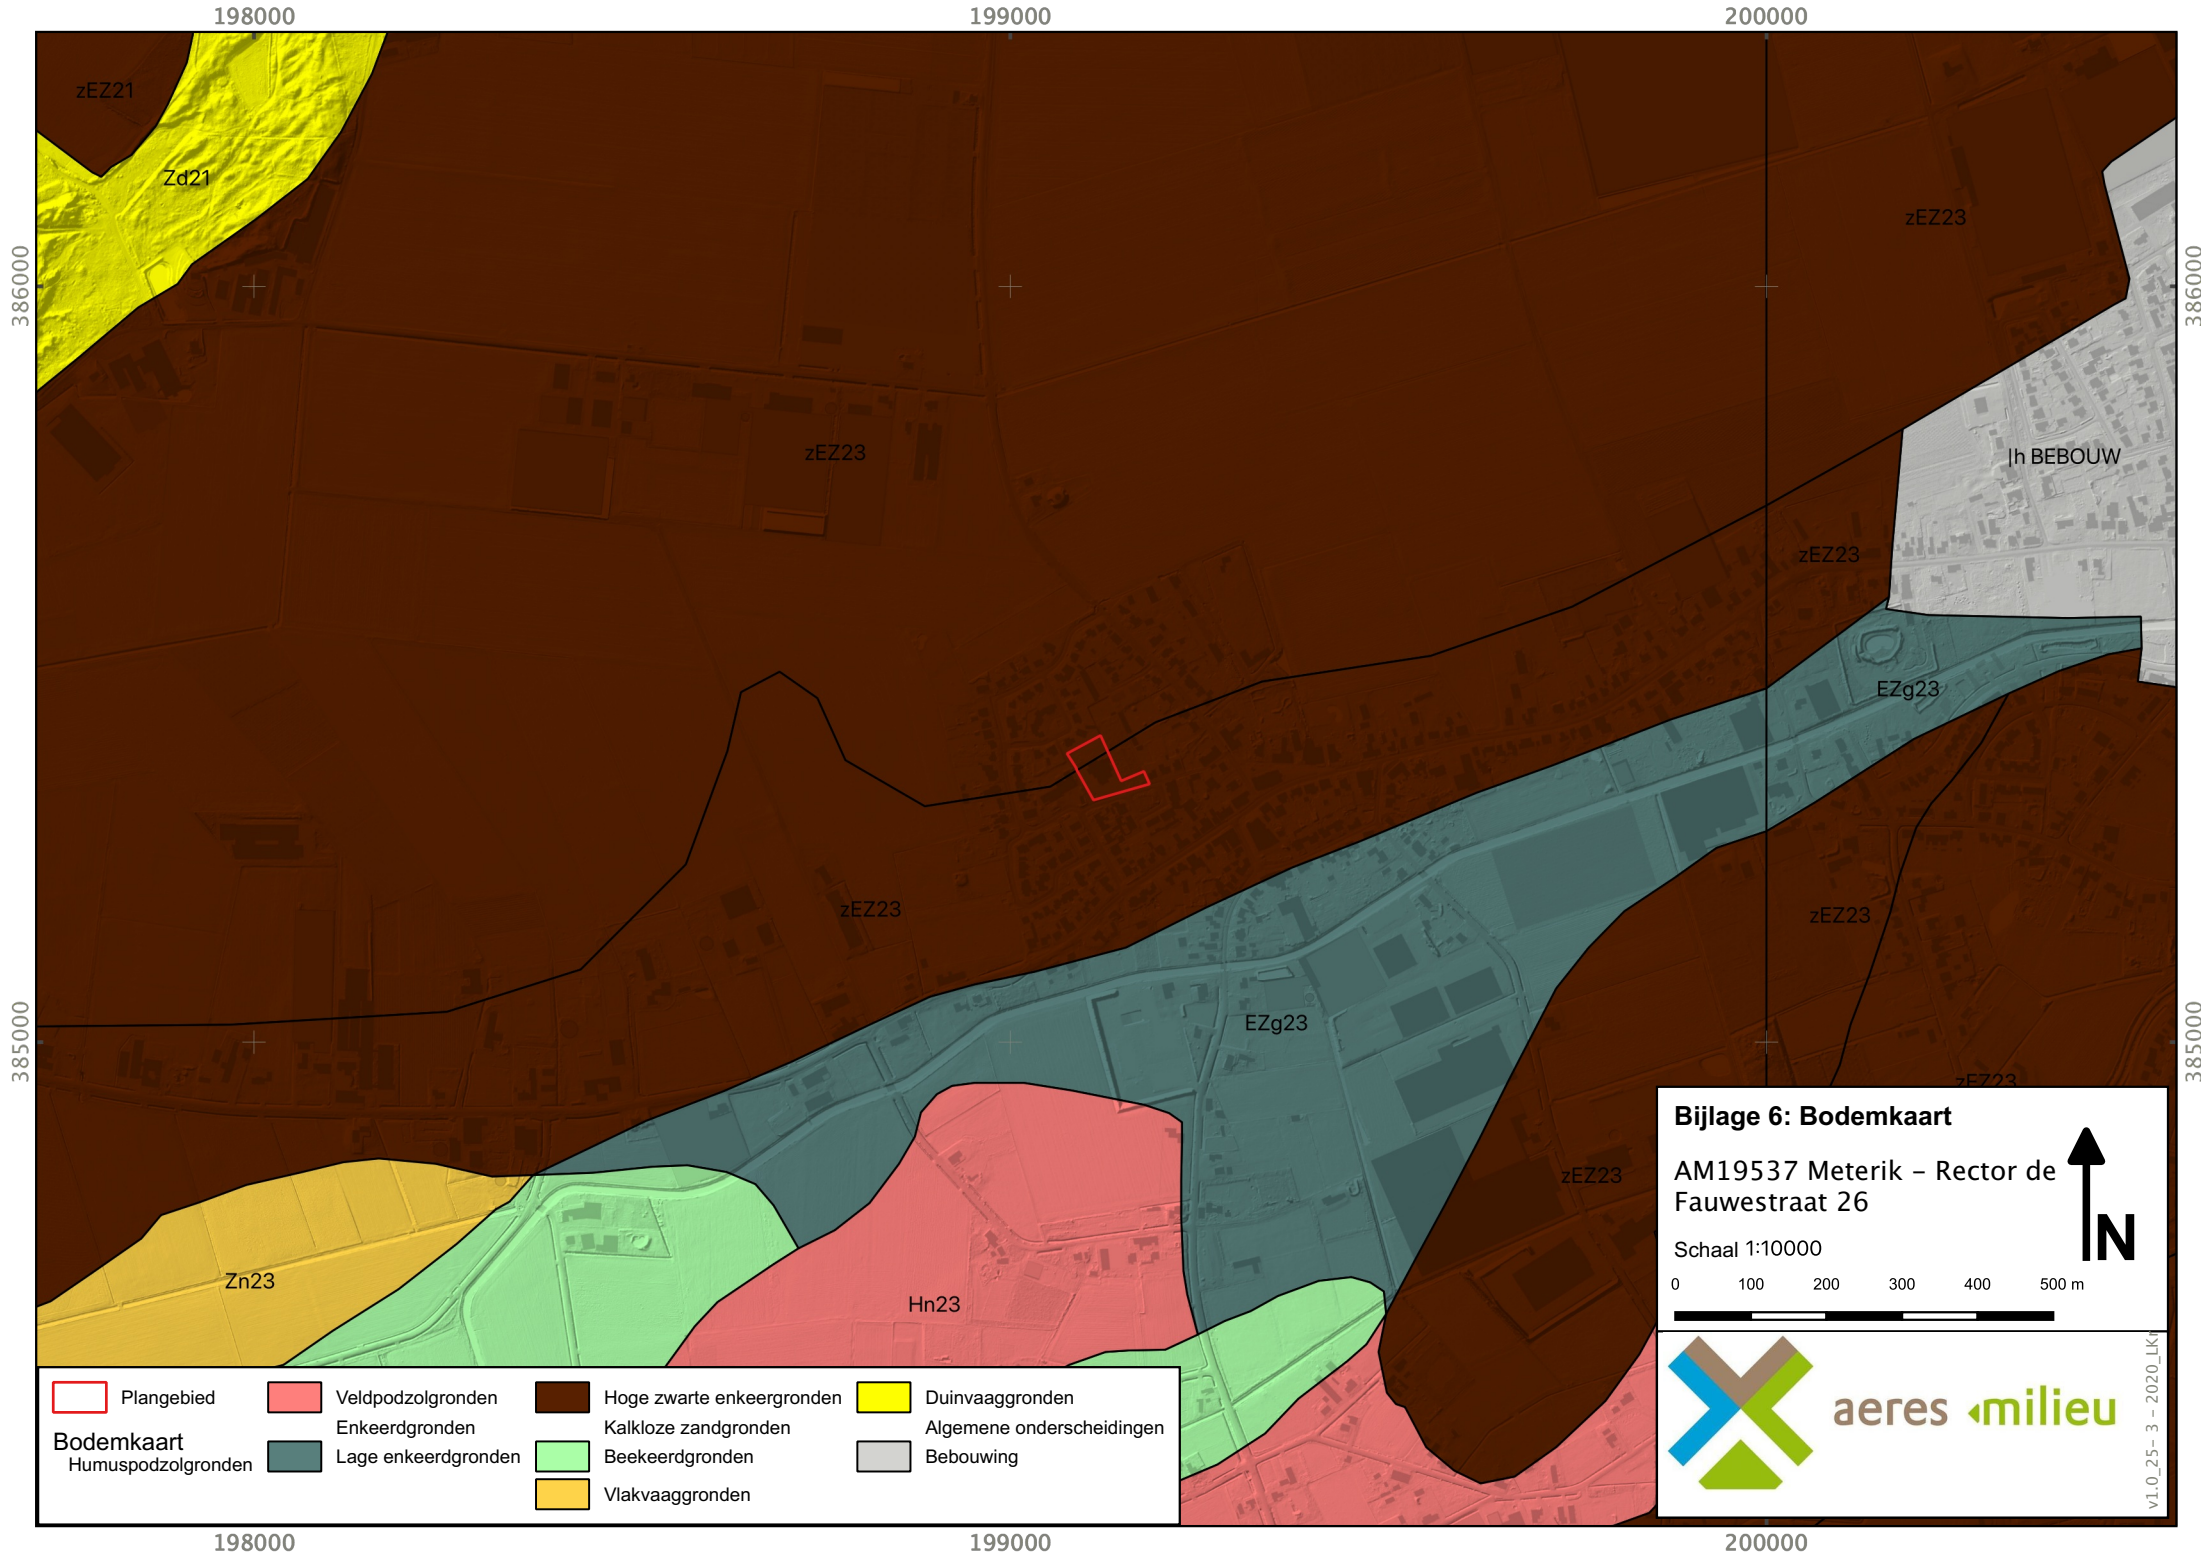 198000
199000
200000
zEZ21
Zd21
zEZ23
386000
386000
zEZ23
|h BEBOUW
zEZ23
EZg23
zEZ23
zEZ23
385000
EZg23
385000
zEZ23
zEZ23
Zn23
Hn23
Bijlage 6: Bodemkaart
AM19537 Meterik – Rector de
Fauwestraat 26
Schaal 1:10000
0 100 200 300 400 500 m
N
aeres milieu
Plangebied
Bodemkaart
Humuspodzolgronden
Veldpodzolgronden
Enkeerdgronden
Lage enkeerdgronden
Hoge zwarte enkeergronden
Kalkloze zandgronden
Beekeerdgronden
Vlakvaaggronden
Duinvaaggronden
Algemene onderscheidingen
Bebouwing
198000
199000
200000